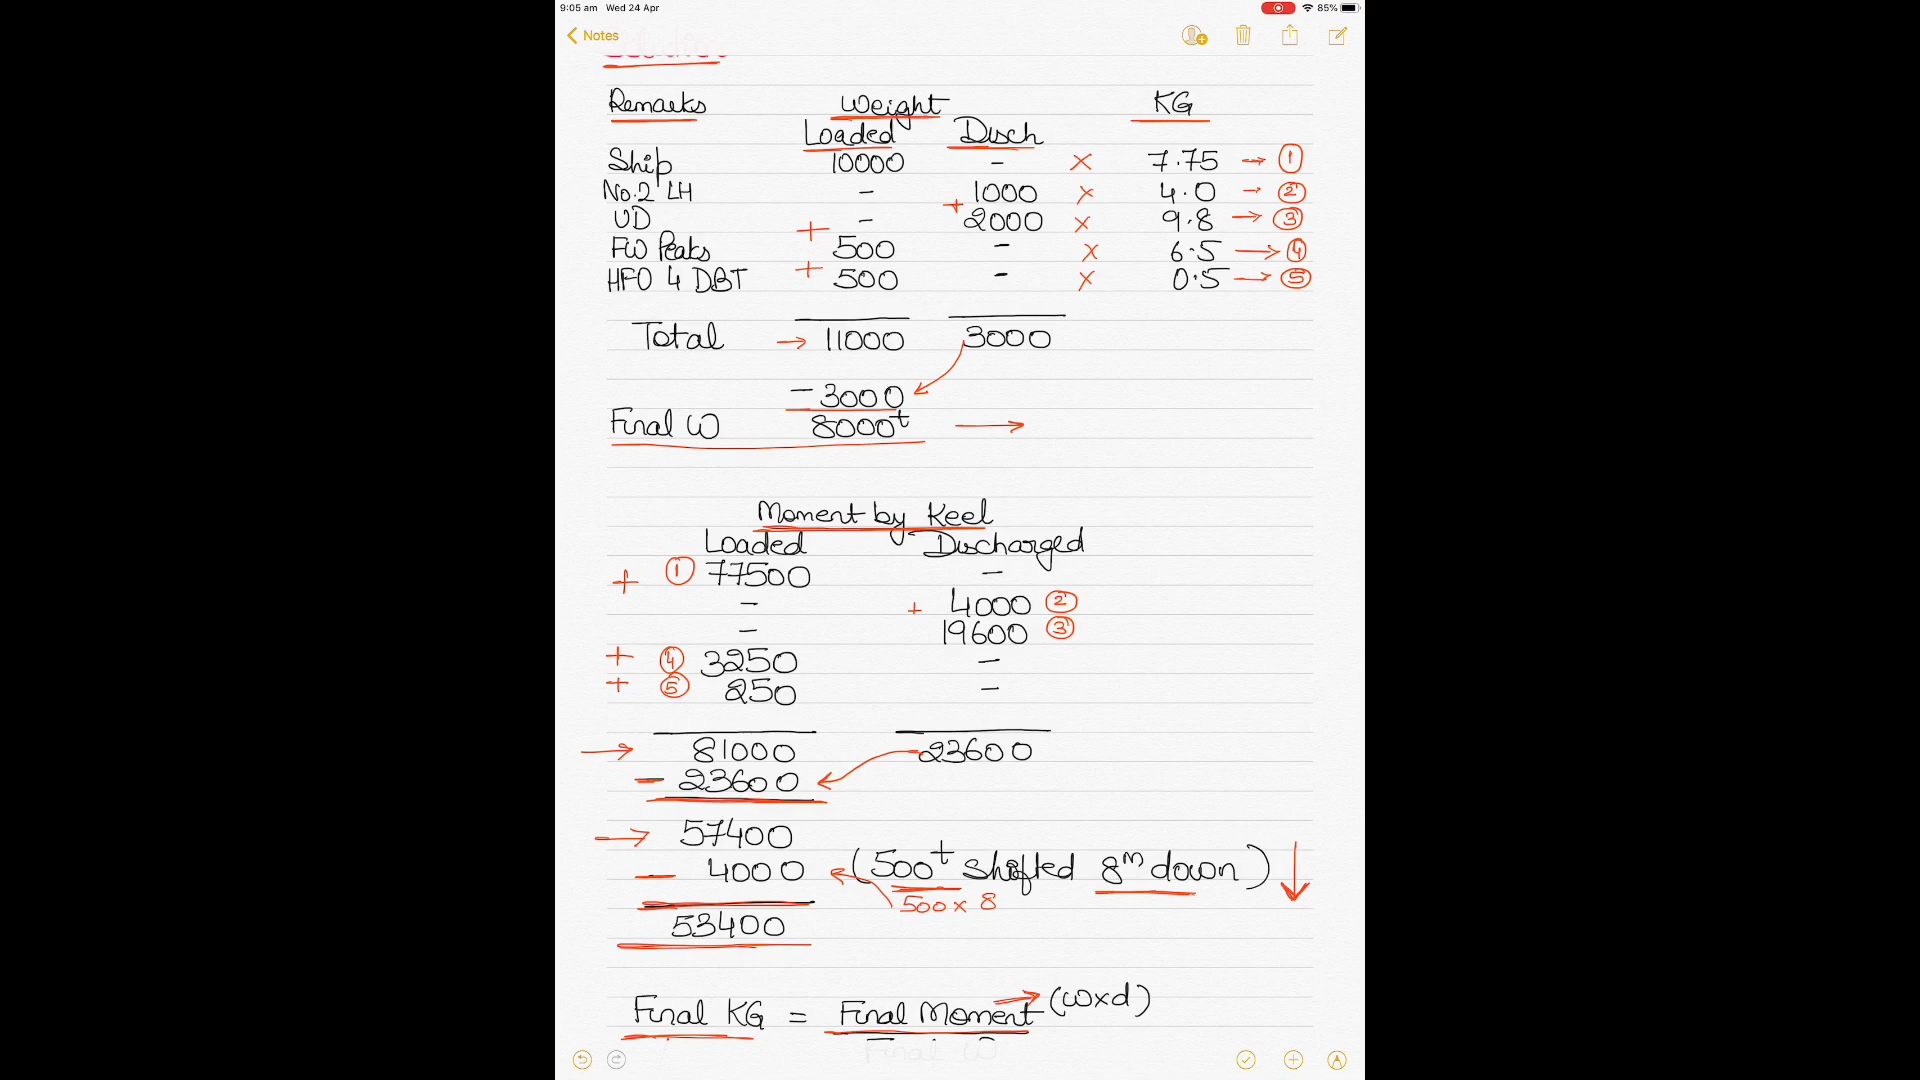 9:05 am Wed 24 Apr 85%
Notes
Remarks Weight KG
Loaded Disch
Ship 10000 - × 7.75 → 1
No.2 LH - 1000 × 4.0 → 2
UD - + 2000 × 9.8 → 3
FW Peaks + 500 - × 6.5 → 4
HFO 4 DBT + 500 - × 0.5 → 5
Total → 11000 3000
- 3000
Final W 8000t →
Moment by Keel
Loaded Discharged
+ 1 77500 -
- + 4000 2
- 19600 3
+ 4 3250 -
+ 5 250 -
→ 81000 23600
- 23600
→ 57400
- 4000 (500t Shifted 8m down)
500 x 8
53400
Final KG = Final Moment → (w x d)
Final W